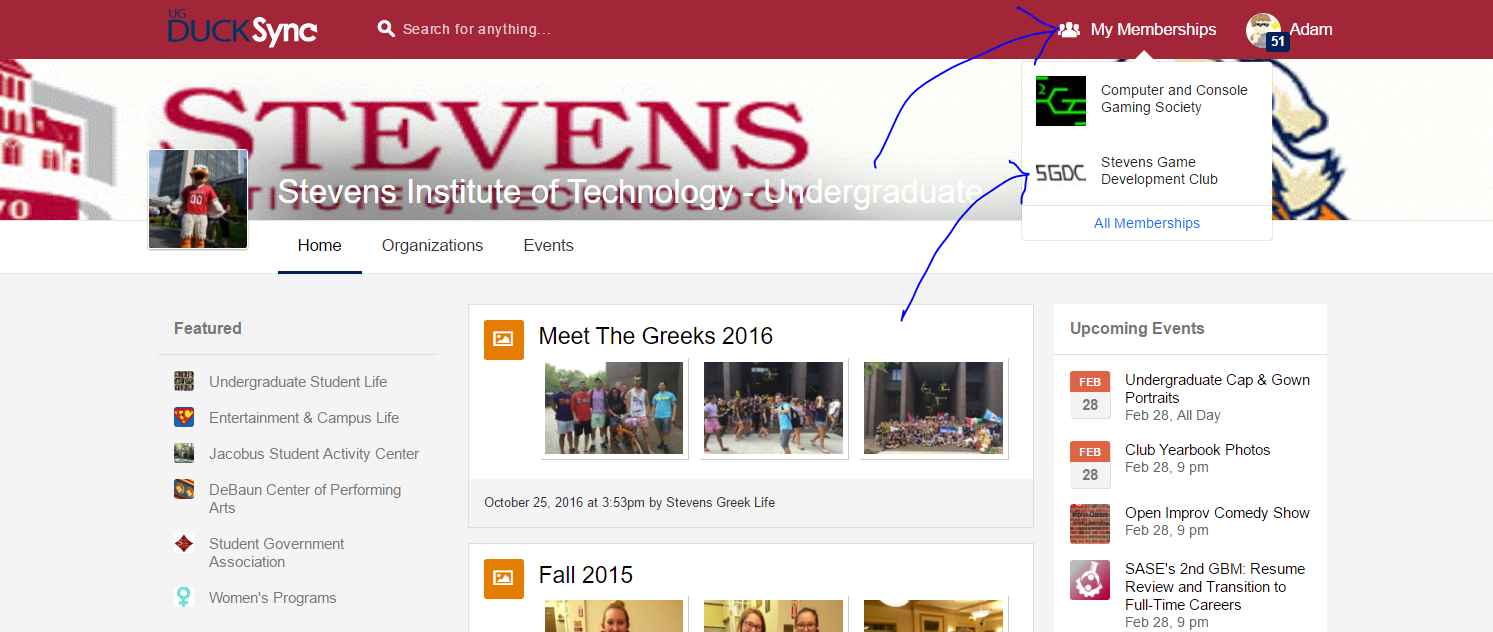 UG
DUCKSync
Search for anything...
My Memberships
51
Adam
Computer and Console
Gaming Society
SGDC
Stevens Game
Development Club
All Memberships
STEVENS
INSTITUTE of TECHNOLOGY
70
00
Stevens Institute of Technology - Undergraduate
Home
Organizations
Events
Featured
Undergraduate Student Life
Entertainment & Campus Life
Jacobus Student Activity Center
DeBaun Center of Performing
Arts
Student Government
Association
Women's Programs
Meet The Greeks 2016
October 25, 2016 at 3:53pm by Stevens Greek Life
Fall 2015
Upcoming Events
FEB
28
Undergraduate Cap & Gown
Portraits
Feb 28, All Day
FEB
28
Club Yearbook Photos
Feb 28, 9 pm
Open Improv Comedy Show
Feb 28, 9 pm
SASE's 2nd GBM: Resume
Review and Transition to
Full-Time Careers
Feb 28, 9 pm